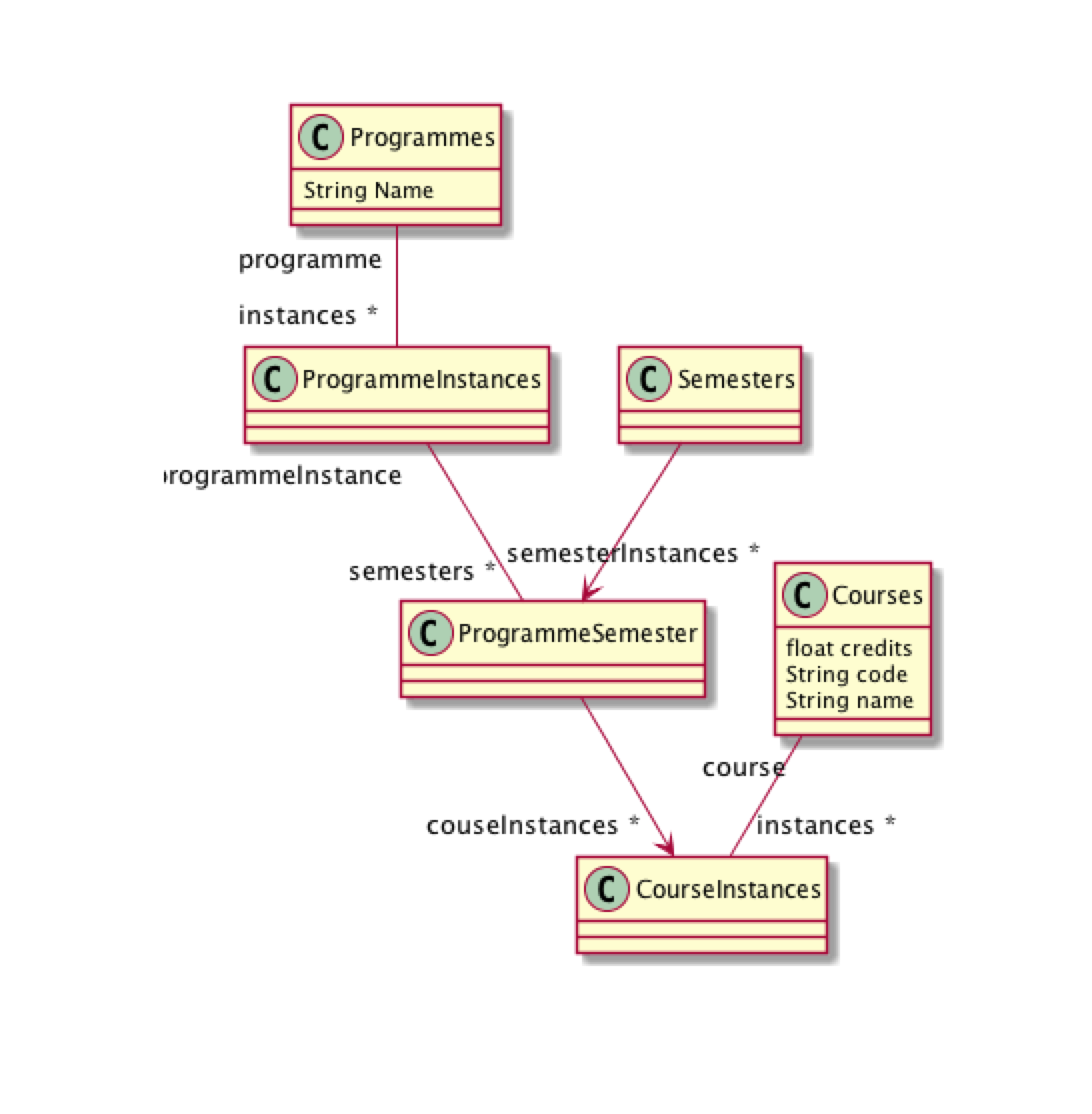 C Programmes
String Name
programme
instances *
C ProgrammeInstances
C Semesters
rogrammeInstance
semesterInstances *
semesters *
C ProgrammeSemester
C Courses
float credits
String code
String name
course
couseInstances *
instances *
C CourseInstances